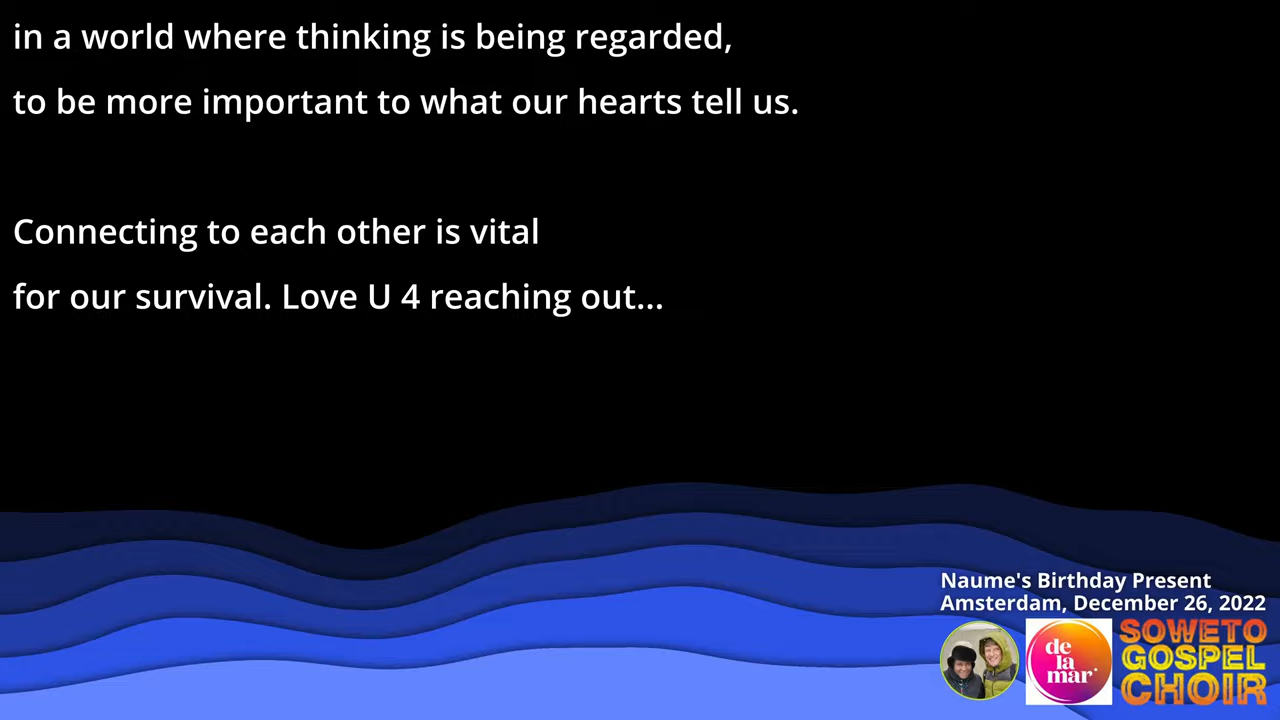 in a world where thinking is being regarded,
to be more important to what our hearts tell us.
Connecting to each other is vital
for our survival. Love U 4 reaching out...
Naume's Birthday Present
Amsterdam, December 26, 2022
de
la
mar
SOWETO
GOSPEL
CHOIR